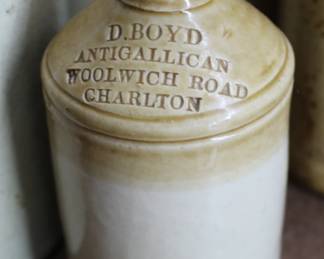 D.BOYD
ANTIGALLICAN
WOOLWICH ROAD
CHARLTON